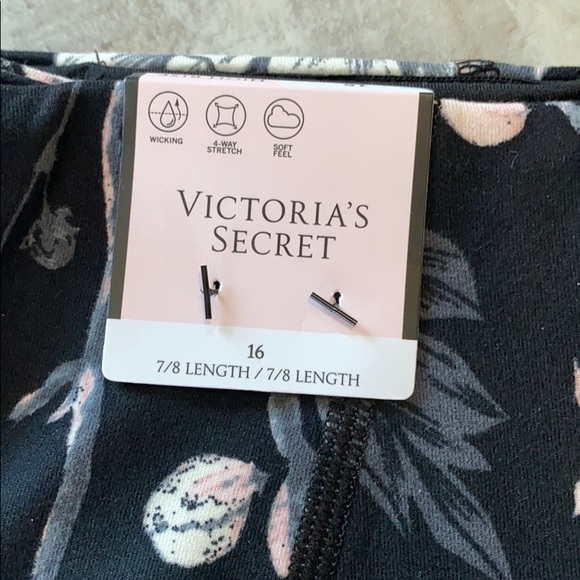 WICKING
4-WAY
STRETCH
SOFT
FEEL
VICTORIA'S
SECRET
16
7/8 LENGTH / 7/8 LENGTH